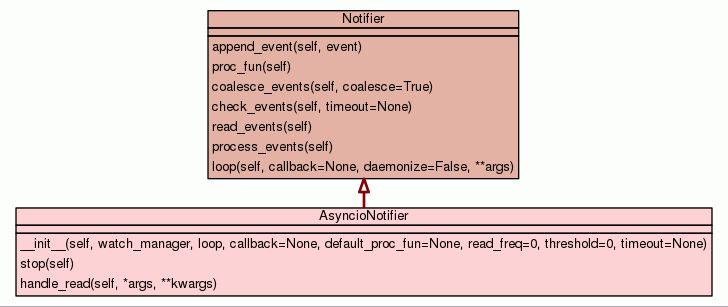 Notifier
append_event(self, event)
proc_fun(self)
coalesce_events(self, coalesce=True)
check_events(self, timeout=None)
read_events(self)
process_events(self)
loop(self, callback=None, daemonize=False, **args)
AsyncioNotifier
__init__(self, watch_manager, loop, callback=None, default_proc_fun=None, read_freq=0, threshold=0, timeout=None)
stop(self)
handle_read(self, *args, **kwargs)